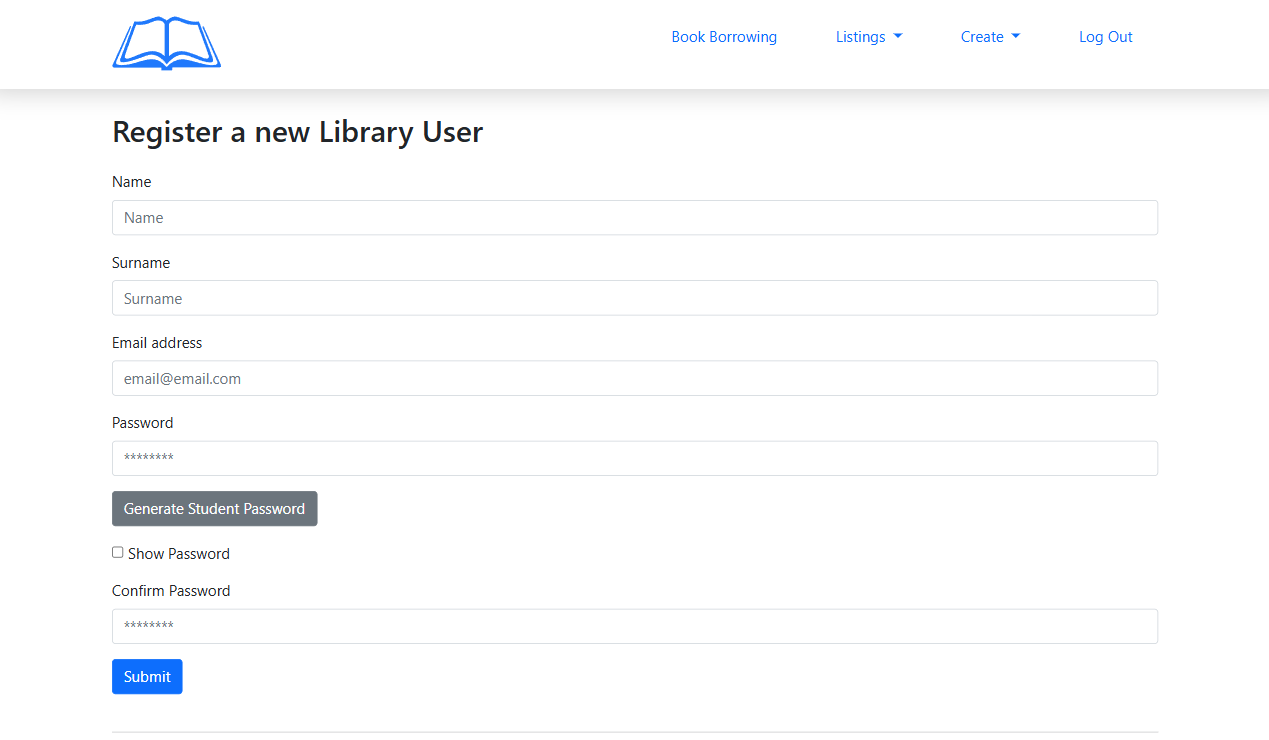 Book Borrowing Listings Create Log Out
Register a new Library User
Name
Name
Surname
Surname
Email address
email@email.com
Password
********
Generate Student Password
Show Password
Confirm Password
********
Submit